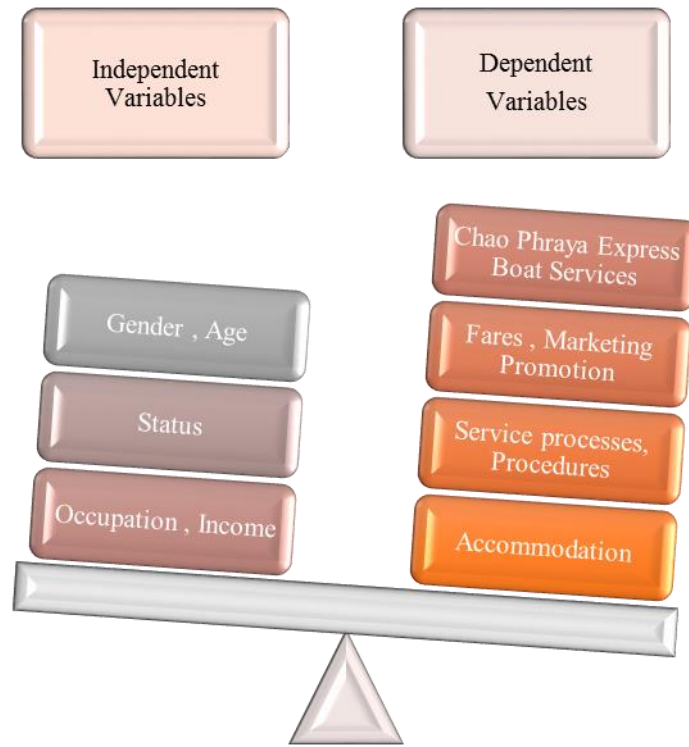 Independent
Variables
Dependent
Variables
Gender , Age
Status
Occupation , Income
Chao Phraya Express
Boat Services
Fares , Marketing
Promotion
Service processes,
Procedures
Accommodation